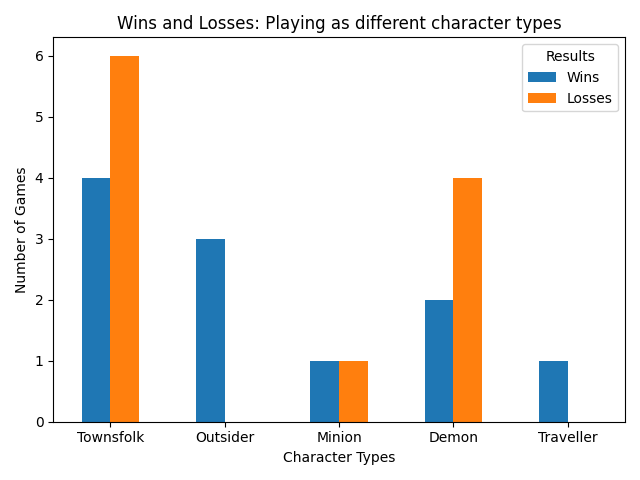 Wins and Losses: Playing as different character types
Results
Wins
Losses
Number of Games
6
5
4
3
2
1
0
Townsfolk Outsider Minion Demon Traveller
Character Types